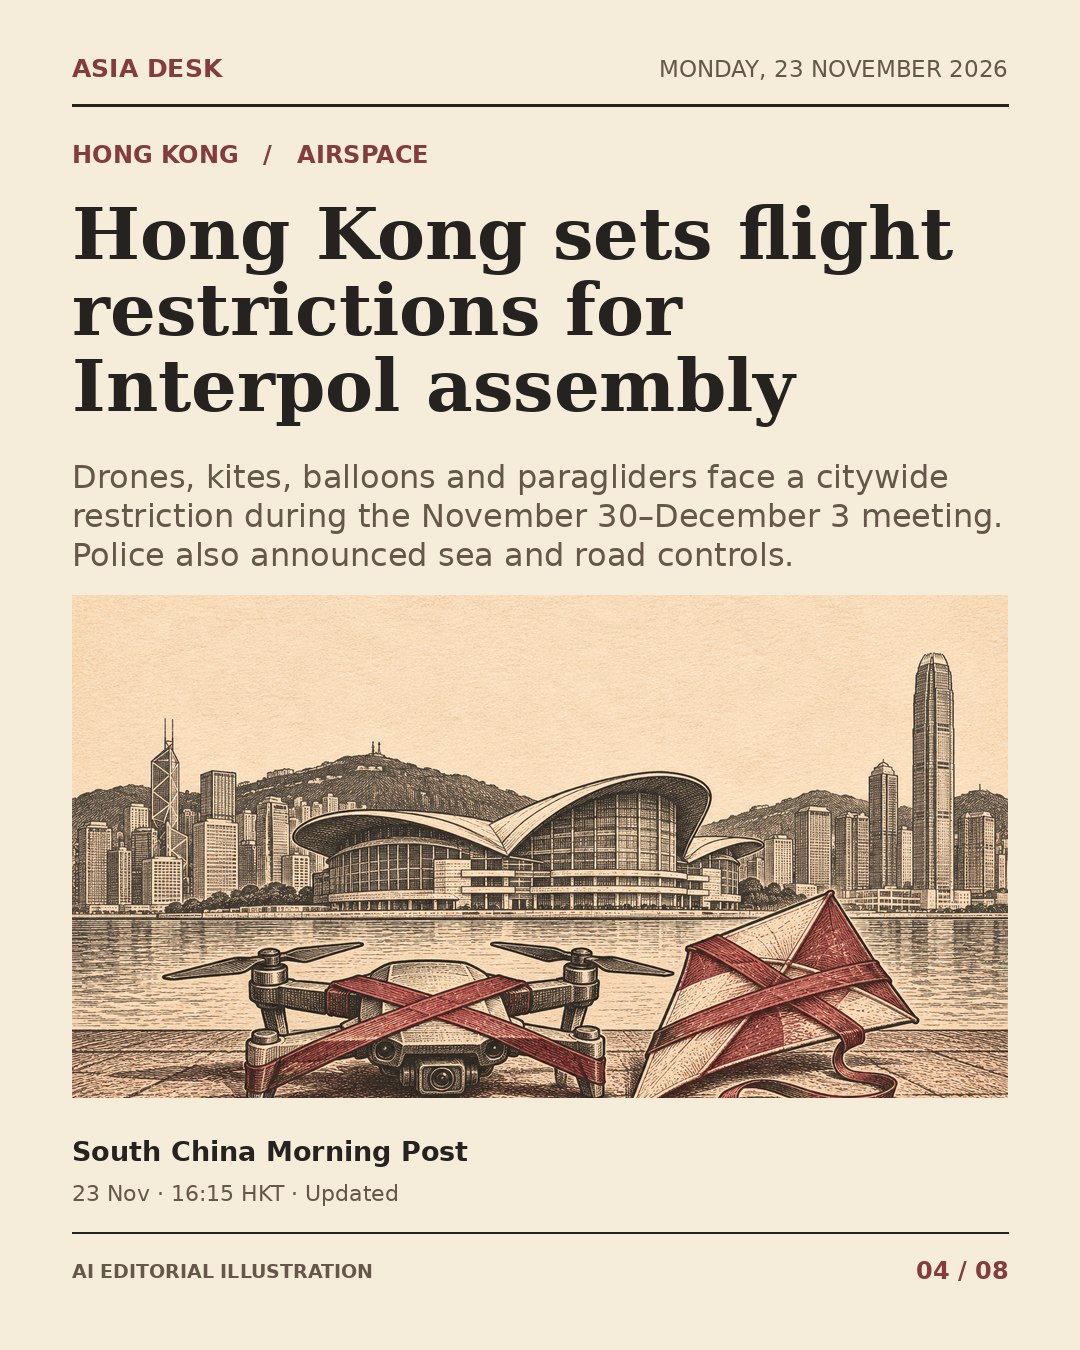 ASIA DESK
MONDAY, 23 NOVEMBER 2026
HONG KONG / AIRSPACE
Hong Kong sets flight
restrictions for
Interpol assembly
Drones, kites, balloons and paragliders face a citywide
restriction during the November 30–December 3 meeting.
Police also announced sea and road controls.
South China Morning Post
23 Nov · 16:15 HKT · Updated
AI EDITORIAL ILLUSTRATION
04 / 08